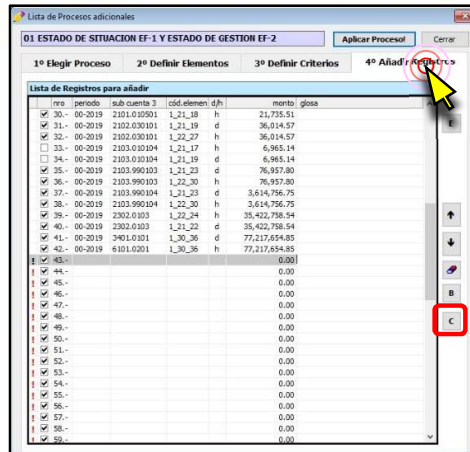 Lista de Procesos adicionales
01 ESTADO DE SITUACION EF-1 Y ESTADO DE GESTION EF-2 Aplicar Proceso! Cerrar
1º Elegir Proceso 2º Definir Elementos 3º Definir Criterios 4º Añadir Registros
Lista de Registros para añadir
nro periodo sub cuenta 3 cód.elemen d/h monto glosa
30.- 00-2019 2101.010501 1_21_18 h 21,735.51
31.- 00-2019 2102.030101 1_21_19 d 36,014.57
32.- 00-2019 2102.030101 1_22_27 h 36,014.57
33.- 00-2019 2103.010104 1_21_17 h 6,965.14
34.- 00-2019 2103.010104 1_21_19 d 6,965.14
35.- 00-2019 2103.990103 1_21_23 d 76,957.80
36.- 00-2019 2103.990103 1_22_30 h 76,957.80
37.- 00-2019 2103.990104 1_21_23 d 3,614,756.75
38.- 00-2019 2103.990104 1_22_30 h 3,614,756.75
39.- 00-2019 2302.0103 1_22_24 h 35,422,758.54
40.- 00-2019 2302.0103 1_21_22 d 35,422,758.54
41.- 00-2019 3401.0101 1_30_36 d 77,217,654.85
42.- 00-2019 6101.0201 1_30_36 h 77,217,654.85
! 43.- 0.00
! 44.- 0.00
! 45.- 0.00
! 46.- 0.00
! 47.- 0.00
! 48.- 0.00
! 49.- 0.00
! 50.- 0.00
! 51.- 0.00
! 52.- 0.00
! 53.- 0.00
! 54.- 0.00
! 55.- 0.00
! 56.- 0.00
! 57.- 0.00
! 58.- 0.00
! 59.- 0.00
E
B
C